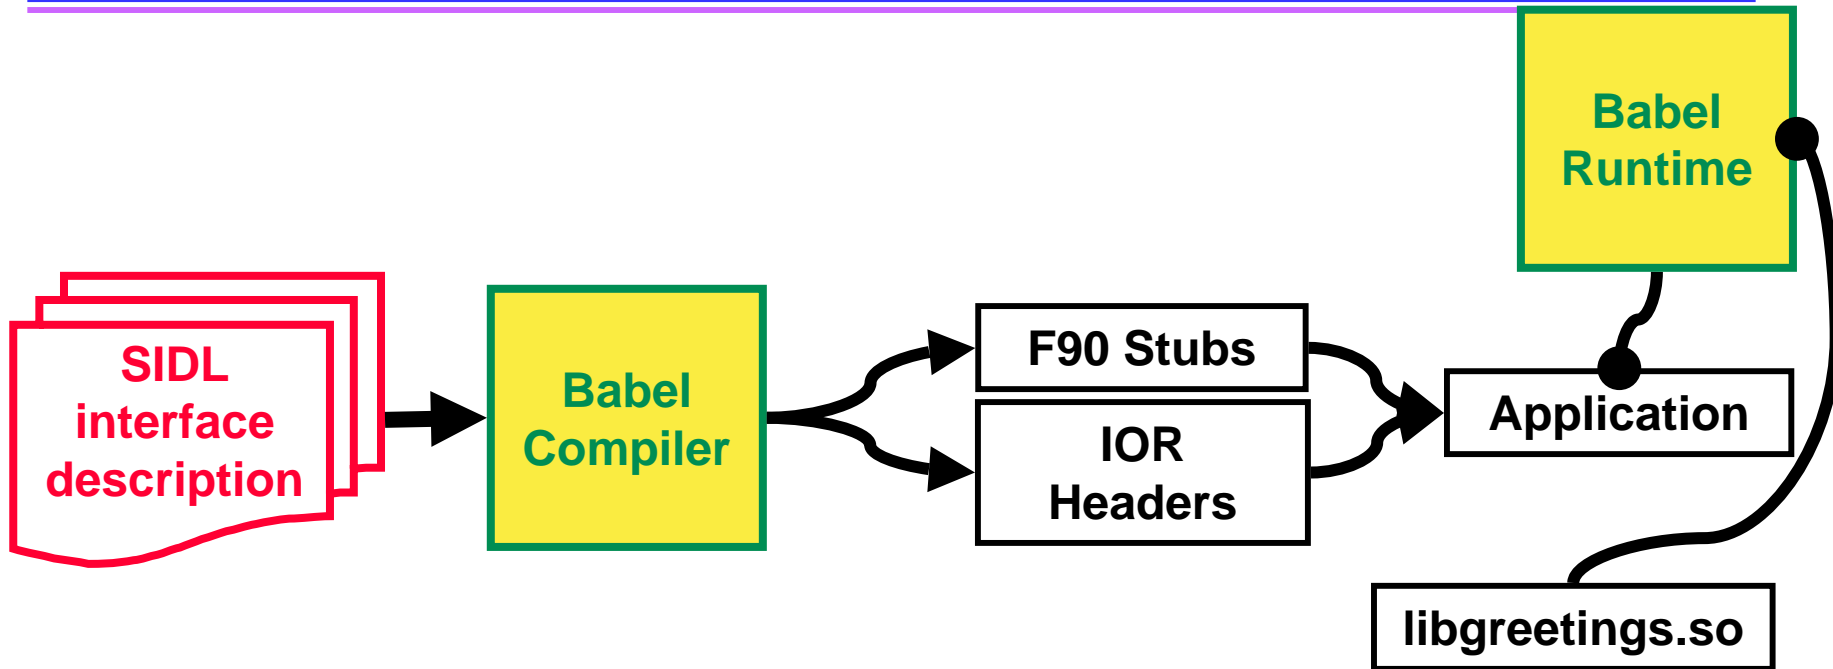 Babel
Runtime
SIDL
interface
description
Babel
Compiler
F90 Stubs
IOR
Headers
Application
libgreetings.so